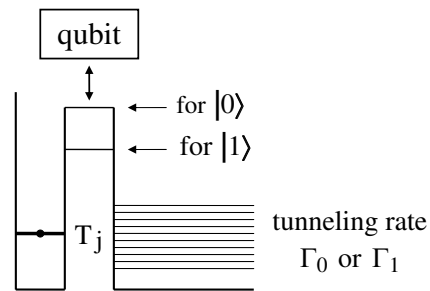 qubit
for |0⟩
for |1⟩
T_j
tunneling rate
Γ_0 or Γ_1